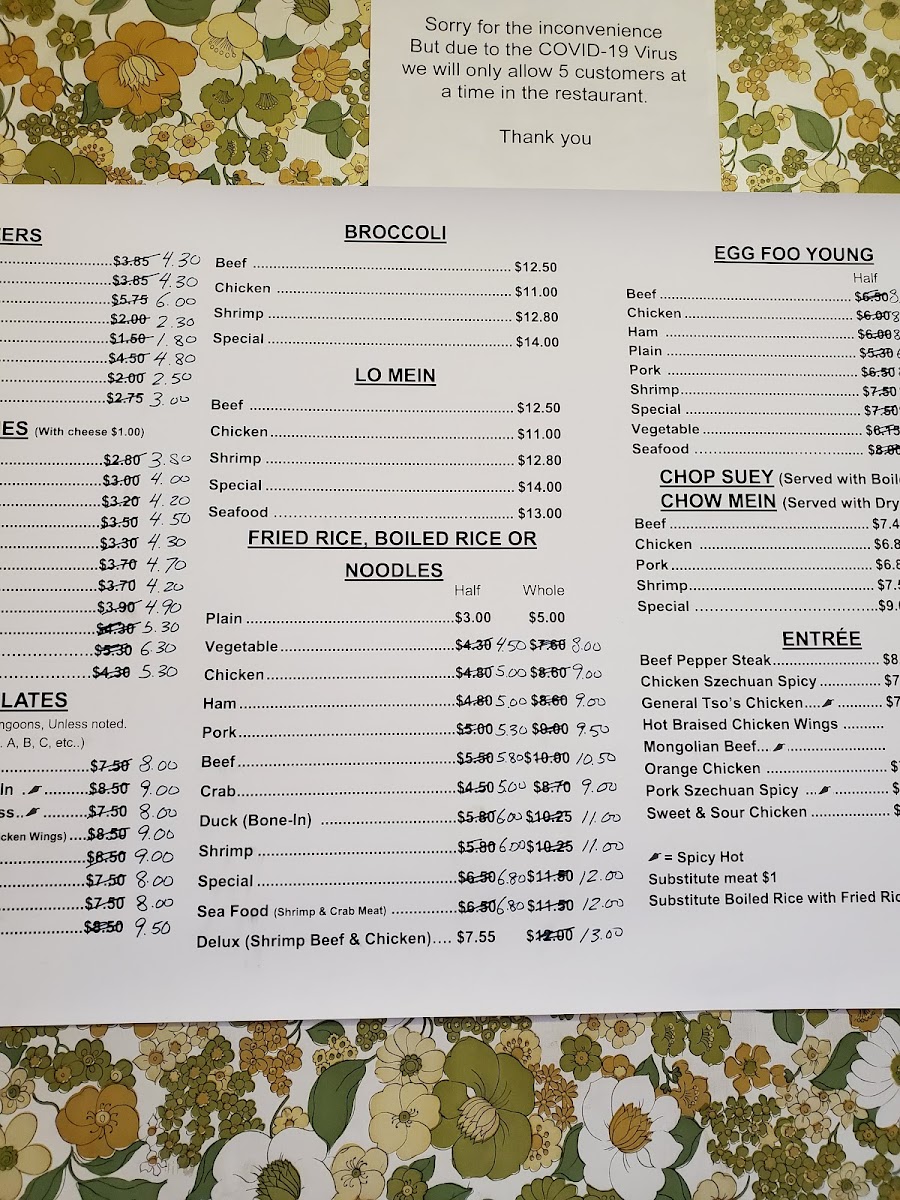 Sorry for the inconvenience
But due to the COVID-19 Virus
we will only allow 5 customers at
a time in the restaurant.
Thank you
ERS
$3.85 4.30
$3.85 4.30
$5.75 6.00
$2.00 2.30
$1.50 1.80
$4.50 4.80
$2.00 2.50
$2.75 3.00
ES (With cheese $1.00)
$2.80 3.80
$3.00 4.00
$3.20 4.20
$3.50 4.50
$3.30 4.30
$3.70 4.70
$3.70 4.20
$3.90 4.90
$4.30 5.30
$5.30 6.30
$4.30 5.30
LATES
ngoons, Unless noted.
. A, B, C, etc..)
$7.50 8.00
In $8.50 9.00
ss.. $7.50 8.00
cken Wings) ....$8.50 9.00
$8.50 9.00
$7.50 8.00
$7.50 8.00
$8.50 9.50
BROCCOLI
Beef $12.50
Chicken $11.00
Shrimp $12.80
Special $14.00
LO MEIN
Beef $12.50
Chicken $11.00
Shrimp $12.80
Special $14.00
Seafood $13.00
FRIED RICE, BOILED RICE OR
NOODLES
Half Whole
Plain $3.00 $5.00
Vegetable $4.30 4.50 $7.60 8.00
Chicken $4.80 5.00 $8.60 9.00
Ham $4.80 5.00 $8.60 9.00
Pork $5.00 5.30 $9.00 9.50
Beef $5.50 5.80 $10.00 10.50
Crab $4.50 5.00 $8.70 9.00
Duck (Bone-In) $5.80 6.00 $10.25 11.00
Shrimp $5.80 6.00 $10.25 11.00
Special $6.50 6.80 $11.50 12.00
Sea Food (Shrimp & Crab Meat) $6.50 6.80 $11.50 12.00
Delux (Shrimp Beef & Chicken).... $7.55 $12.00 13.00
EGG FOO YOUNG
Half
Beef $6.50 8
Chicken $6.00 8
Ham $6.00 8
Plain $5.30
Pork $6.50
Shrimp $7.50
Special $7.50
Vegetable
Seafood
CHOP SUEY (Served with Boil
CHOW MEIN (Served with Dry
Beef $7.4
Chicken $6.8
Pork $6.8
Shrimp $7.5
Special $9.
ENTRÉE
Beef Pepper Steak $8
Chicken Szechuan Spicy $7
General Tso's Chicken $7
Hot Braised Chicken Wings
Mongolian Beef
Orange Chicken $
Pork Szechuan Spicy $
Sweet & Sour Chicken $
= Spicy Hot
Substitute meat $1
Substitute Boiled Rice with Fried Ric